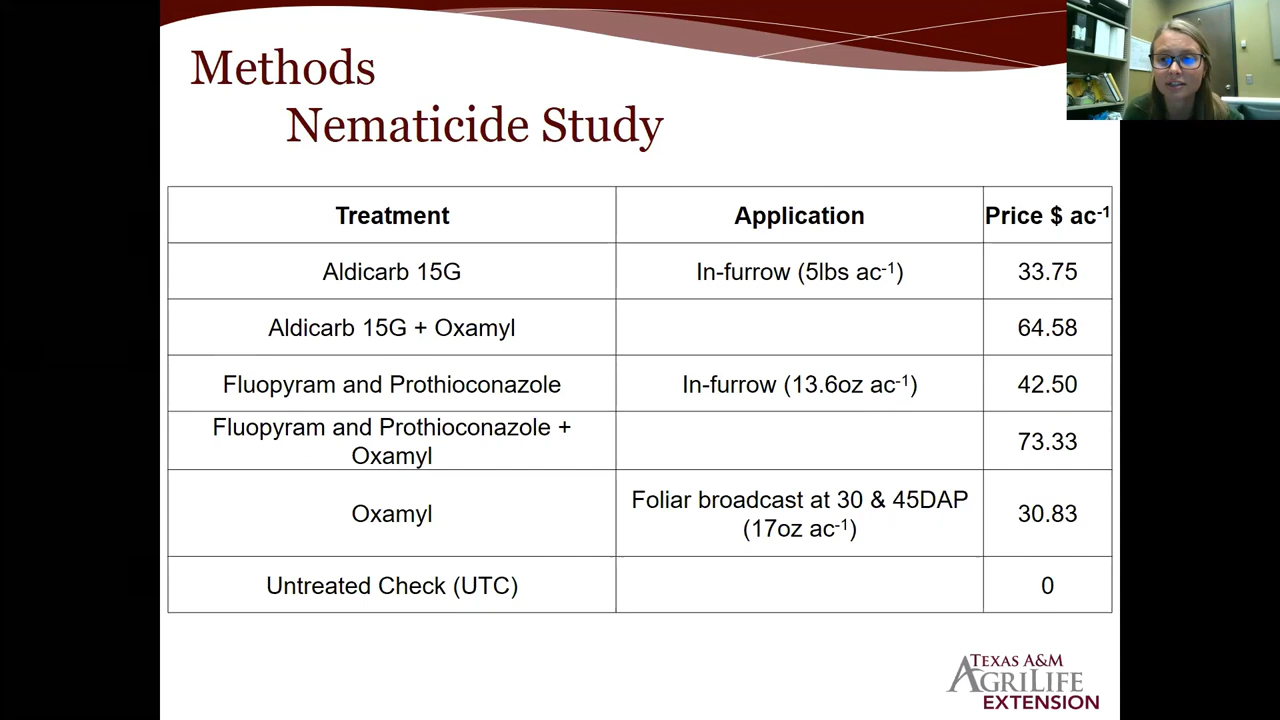 Methods
Nematicide Study
Treatment Application Price $ ac-1
Aldicarb 15G In-furrow (5lbs ac-1) 33.75
Aldicarb 15G + Oxamyl 64.58
Fluopyram and Prothioconazole In-furrow (13.6oz ac-1) 42.50
Fluopyram and Prothioconazole +
Oxamyl 73.33
Oxamyl Foliar broadcast at 30 & 45DAP
(17oz ac-1) 30.83
Untreated Check (UTC) 0
TEXAS A&M
AGRILIFE
EXTENSION